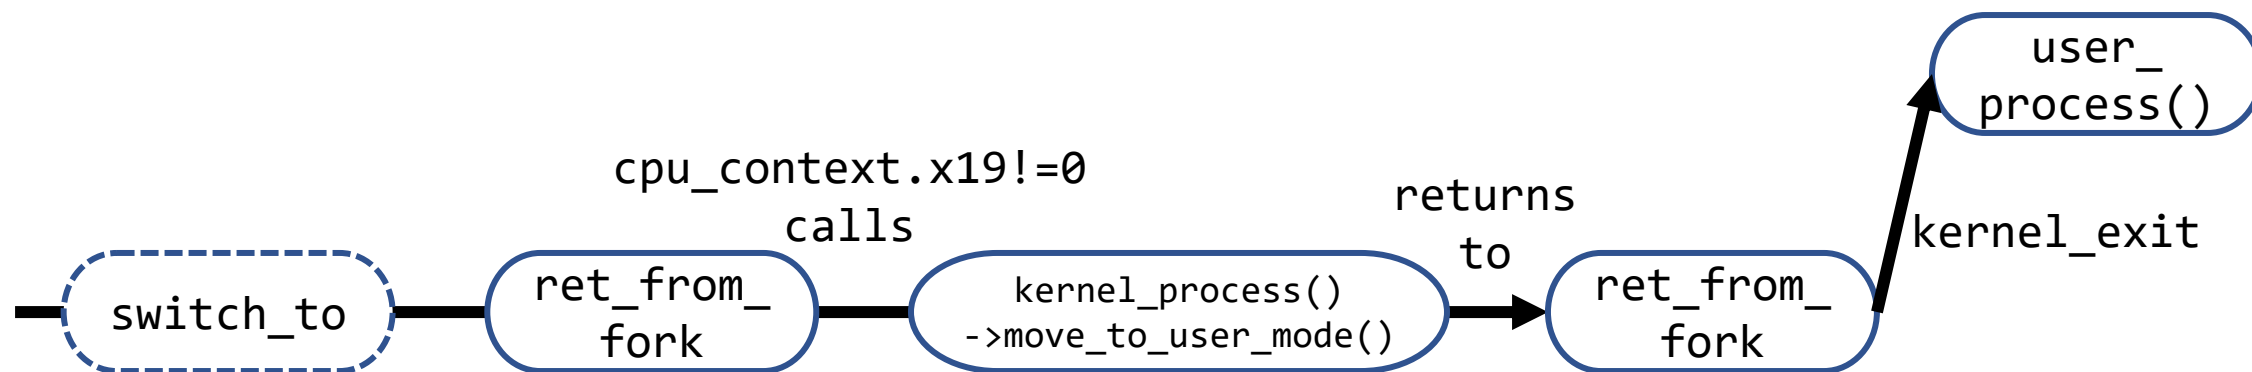 switch_to
ret_from_
fork
cpu_context.x19!=0
calls
kernel_process()
->move_to_user_mode()
returns
to
ret_from_
fork
kernel_exit
user_
process()